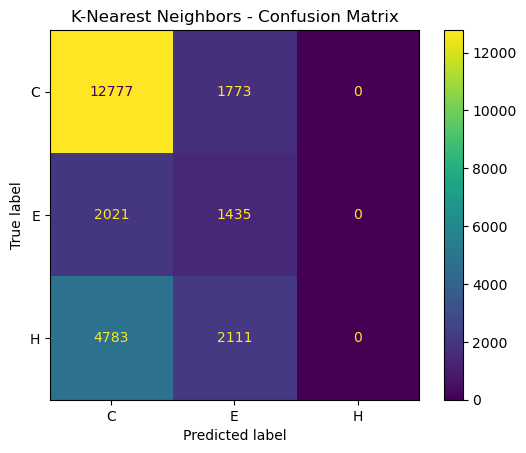 K-Nearest Neighbors - Confusion Matrix
C 12777 1773 0
E 2021 1435 0
H 4783 2111 0
C E H
Predicted label
True label
12000
10000
8000
6000
4000
2000
0